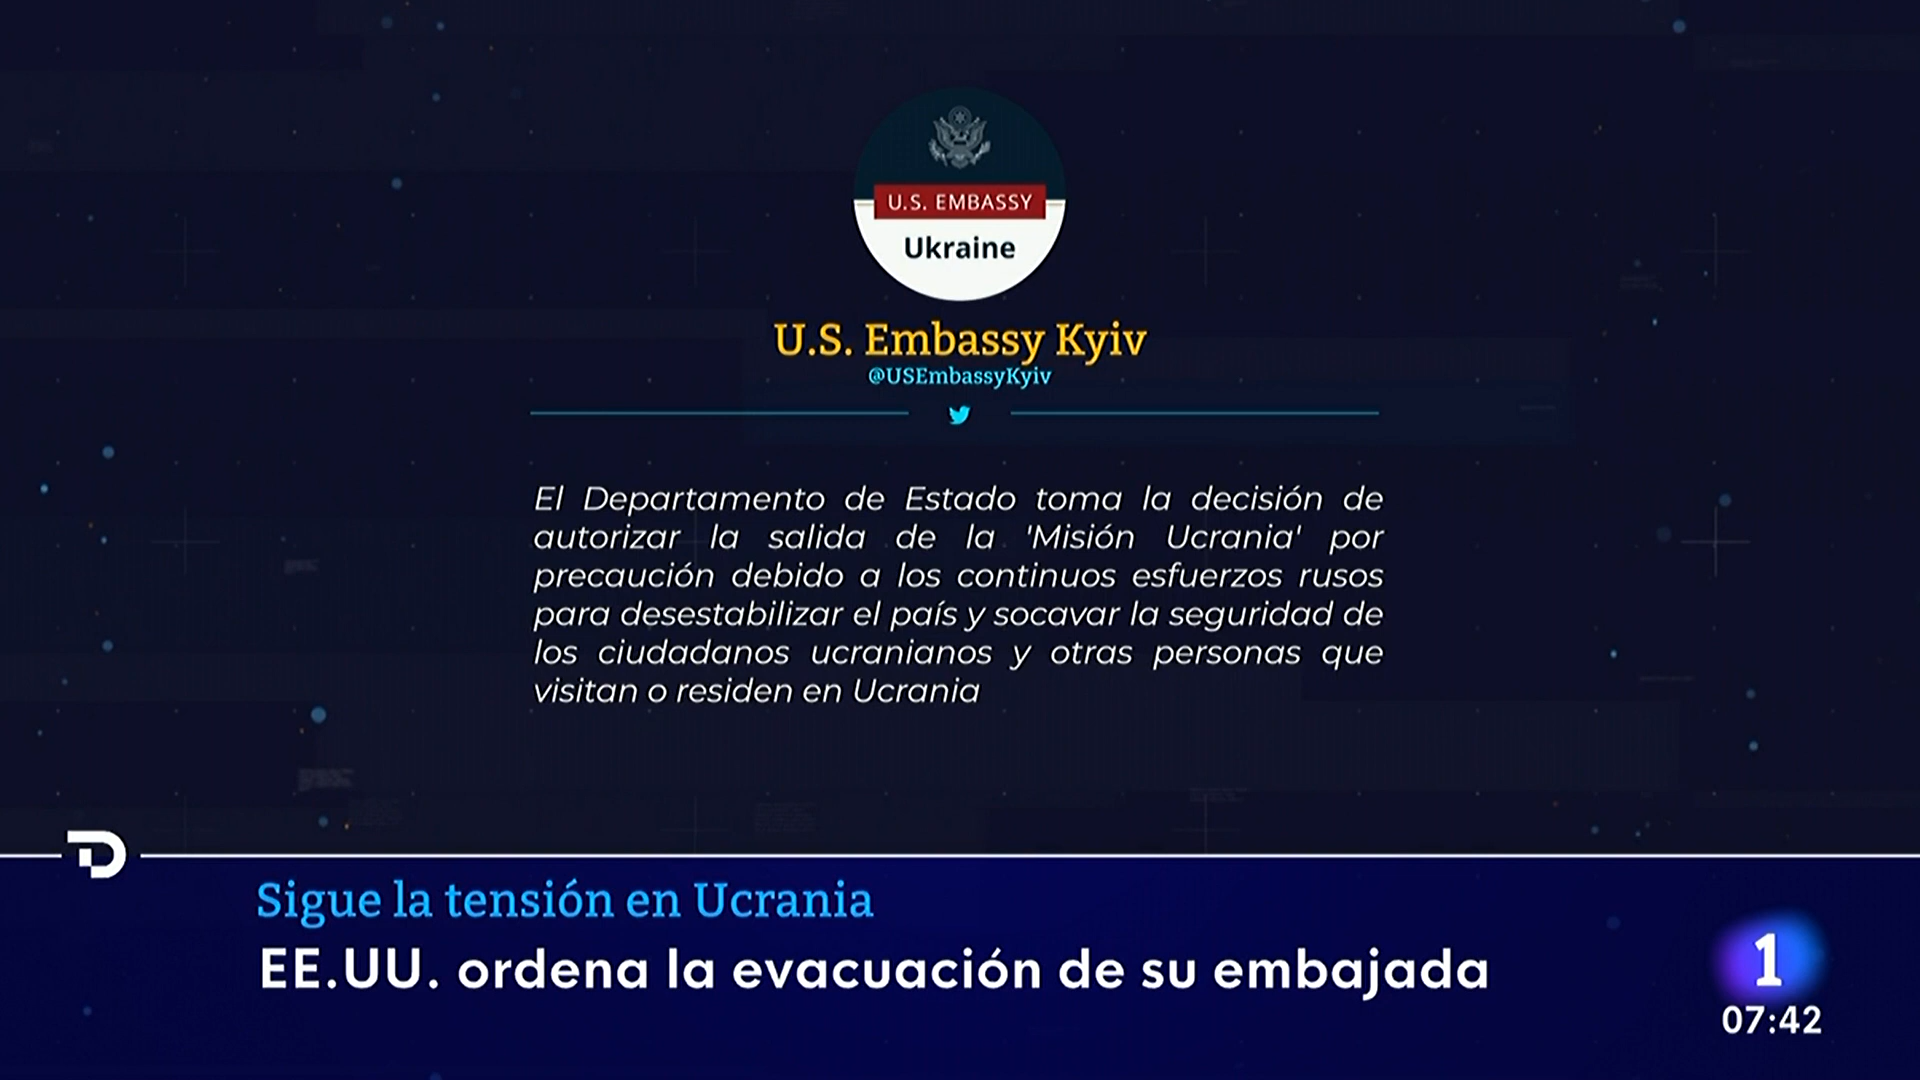 U.S. EMBASSY
Ukraine
U.S. Embassy Kyiv
@USEmbassyKyiv
El Departamento de Estado toma la decisión de
autorizar la salida de la 'Misión Ucrania' por
precaución debido a los continuos esfuerzos rusos
para desestabilizar el país y socavar la seguridad de
los ciudadanos ucranianos y otras personas que
visitan o residen en Ucrania
Sigue la tensión en Ucrania
EE.UU. ordena la evacuación de su embajada
1
07:42